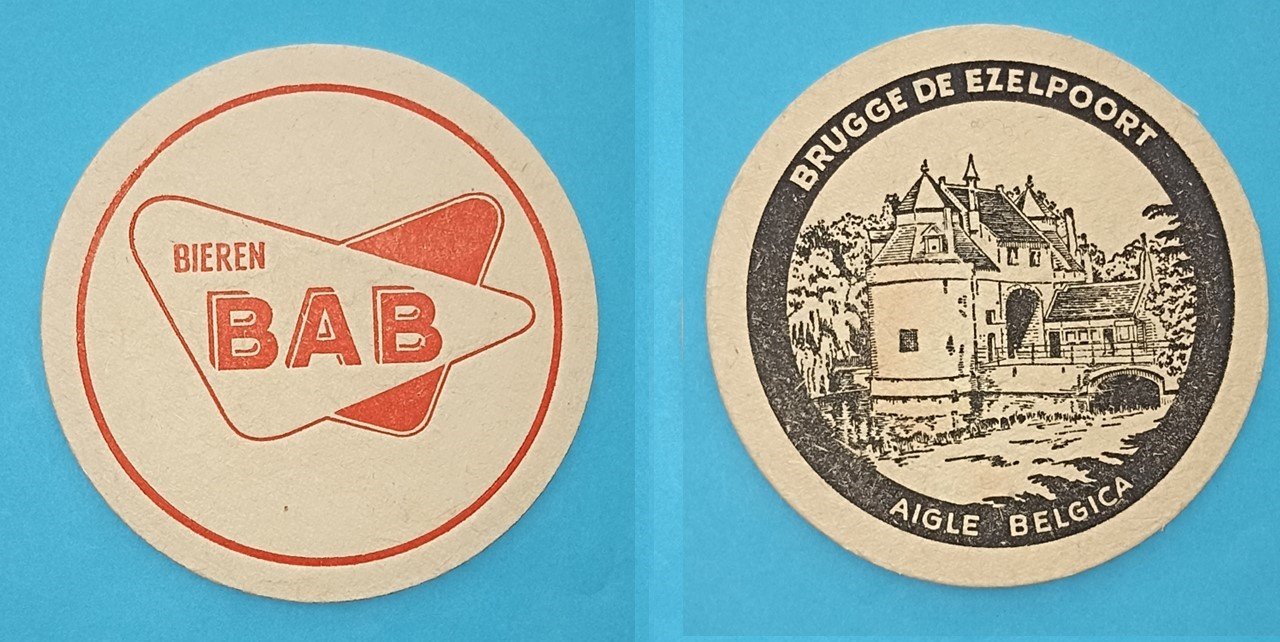 BIEREN
BAB
BRUGGE DE EZELPOORT
AIGLE BELGICA